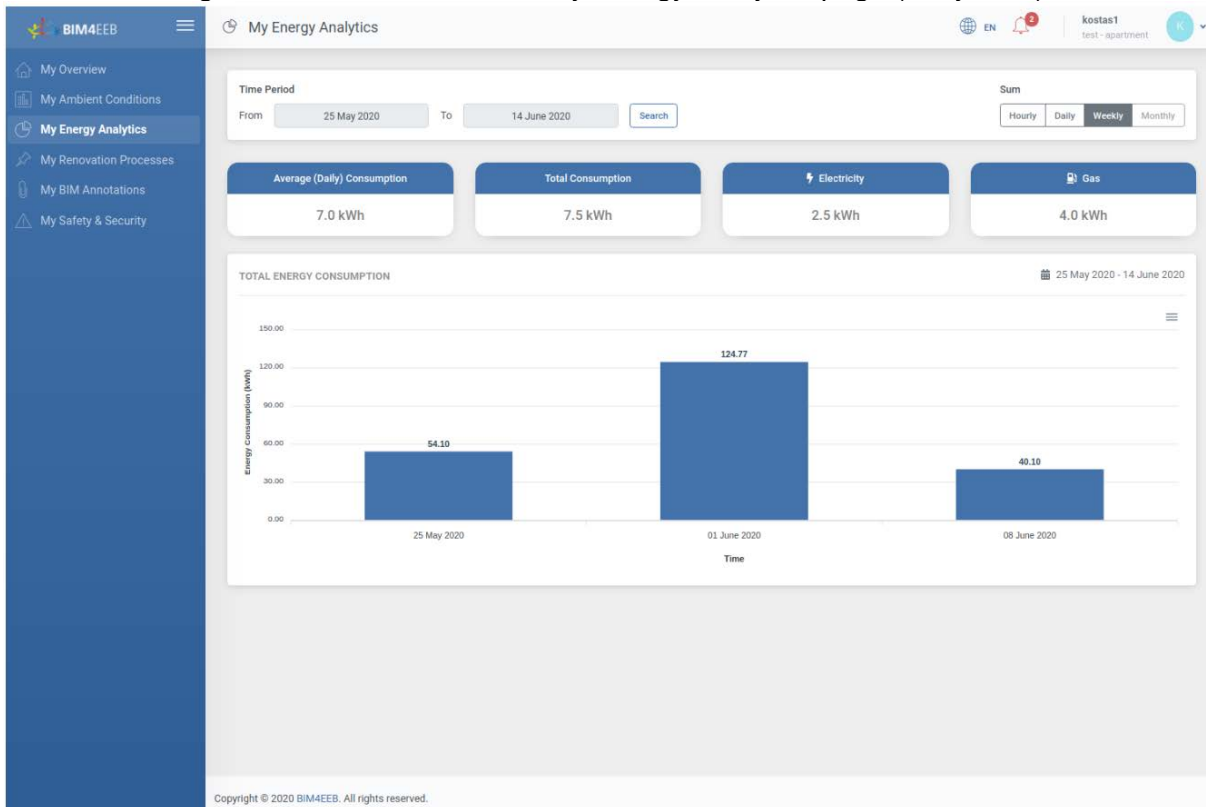 BIM4EEB
My Energy Analytics
EN
2
kostas1
test - apartment
K
My Overview
My Ambient Conditions
My Energy Analytics
My Renovation Processes
My BIM Annotations
My Safety & Security
Time Period
From 25 May 2020 To 14 June 2020 Search
Sum
Hourly Daily Weekly Monthly
Average (Daily) Consumption
7.0 kWh
Total Consumption
7.5 kWh
Electricity
2.5 kWh
Gas
4.0 kWh
TOTAL ENERGY CONSUMPTION
25 May 2020 - 14 June 2020
Energy Consumption (kWh)
150.00
120.00
90.00
60.00
30.00
0.00
54.10
124.77
40.10
25 May 2020
01 June 2020
08 June 2020
Time
Copyright © 2020 BIM4EEB. All rights reserved.